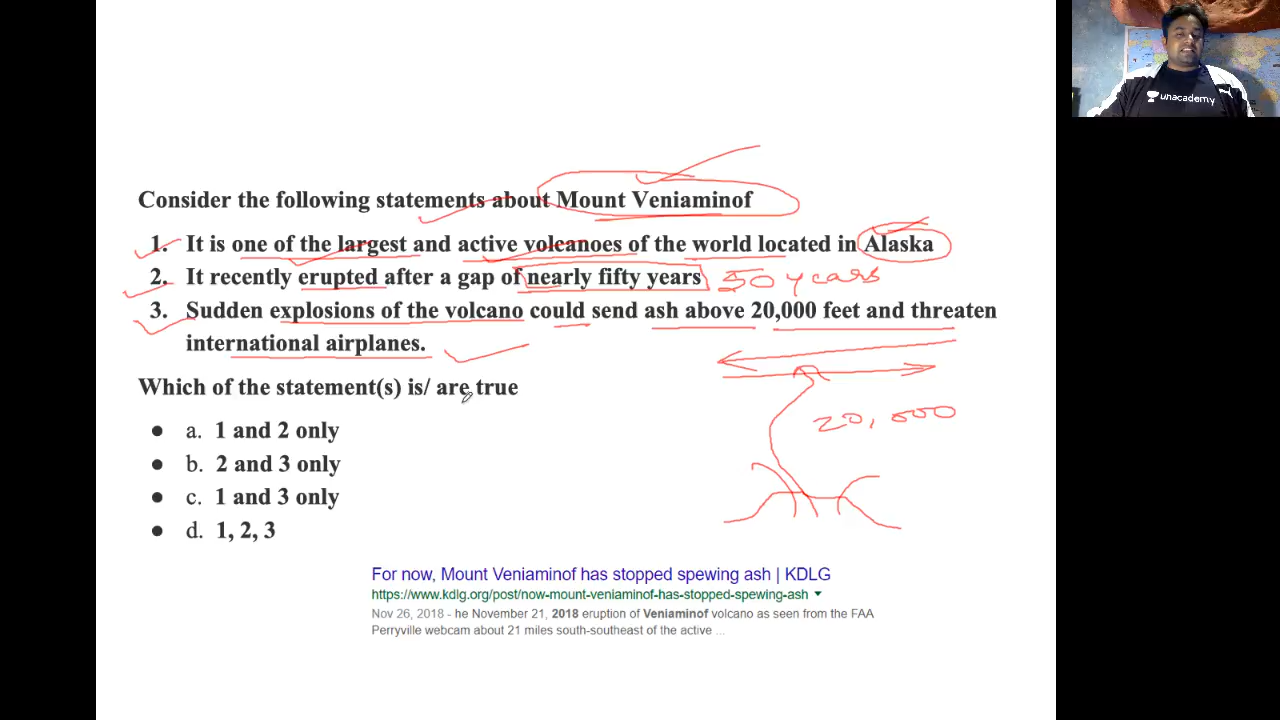 unacademy
Consider the following statements about Mount Veniaminof
1. It is one of the largest and active volcanoes of the world located in Alaska
2. It recently erupted after a gap of nearly fifty years 50 years
3. Sudden explosions of the volcano could send ash above 20,000 feet and threaten
international airplanes.
Which of the statement(s) is/ are true
20,000
● a. 1 and 2 only
● b. 2 and 3 only
● c. 1 and 3 only
● d. 1, 2, 3
For now, Mount Veniaminof has stopped spewing ash | KDLG
https://www.kdlg.org/post/now-mount-veniaminof-has-stopped-spewing-ash
Nov 26, 2018 - he November 21, 2018 eruption of Veniaminof volcano as seen from the FAA
Perryville webcam about 21 miles south-southeast of the active ...